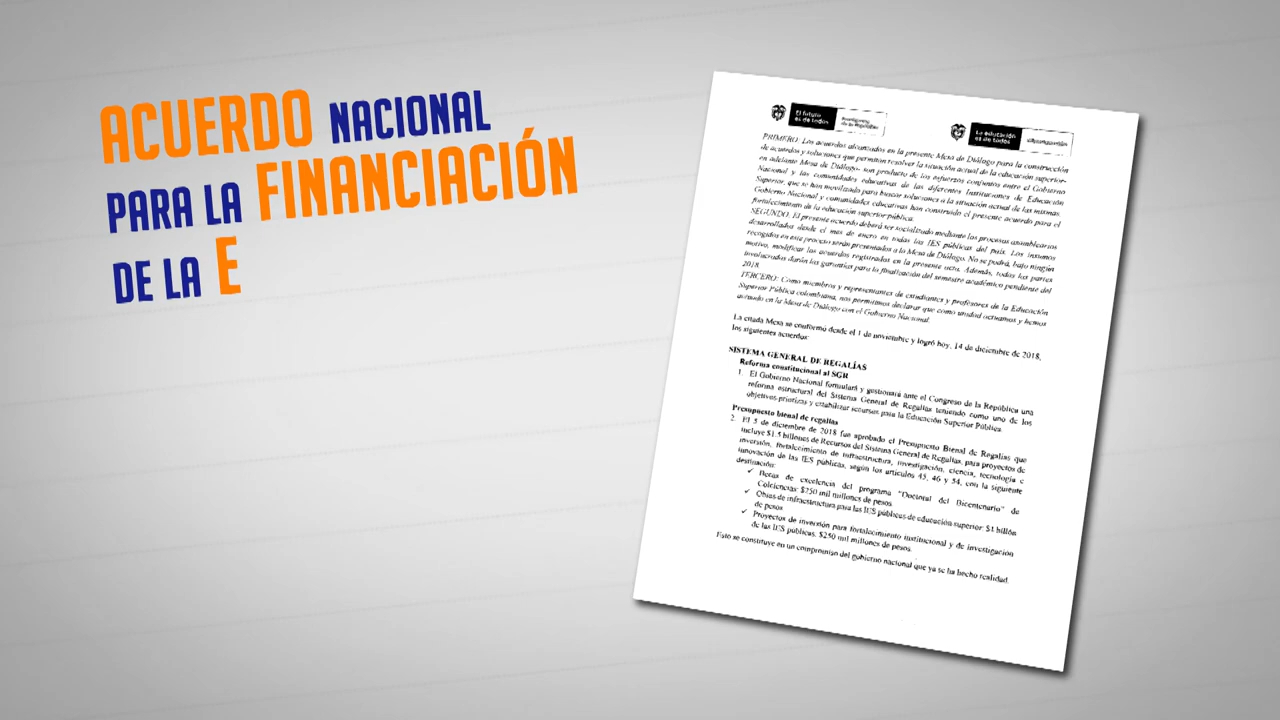 ACUERDO NACIONAL
PARA LA FINANCIACIÓN
DE LA E
El futuro
es de todos
La educación
es de todos
Mineducación
PRIMERO: Los acuerdos alcanzados en la presente Mesa de Diálogo para la construcción
de acuerdos y soluciones que permitan resolver la situación actual de la educación superior-
en adelante Mesa de Diálogo- son producto de los esfuerzos conjuntos entre el Gobierno
Nacional y las comunidades educativas de las diferentes Instituciones de Educación
Superior, que se han movilizado para buscar soluciones a la situación actual de las mismas.
Gobierno Nacional y comunidades educativas han construido el presente acuerdo para el
fortalecimiento de la educación superior pública.
SEGUNDO. El presente acuerdo deberá ser socializado mediante los procesos asamblearios
desarrollados desde el mes de enero en todas las IES públicas del país. Los insumos
recogidos en este proceso serán presentados a la Mesa de Diálogo. No se podrá, bajo ningún
motivo, modificar los acuerdos registrados en la presente acta. Además, todas las partes
involucradas darán las garantías para la finalización del semestre académico pendiente del
2018.
TERCERO: Como miembros y representantes de estudiantes y profesores de la Educación
Superior Pública colombiana, nos permitimos declarar que como unidad actuamos y hemos
actuado en la Mesa de Diálogo con el Gobierno Nacional.
La citada Mesa se conformó desde el 1 de noviembre y logró hoy, 14 de diciembre de 2018,
los siguientes acuerdos:
SISTEMA GENERAL DE REGALÍAS
Reforma constitucional al SGR
1. El Gobierno Nacional formulará y gestionará ante el Congreso de la República una
reforma estructural del Sistema General de Regalías teniendo como uno de los
objetivos priorizar y estabilizar recursos para la Educación Superior Pública.
Presupuesto bienal de regalías
2. El 5 de diciembre de 2018 fue aprobado el Presupuesto Bienal de Regalías que
incluye $1.5 billones de Recursos del Sistema General de Regalías, para proyectos de
inversión, fortalecimiento de infraestructura, investigación, ciencia, tecnología e
innovación de las IES públicas, según los artículos 45, 46 y 54, con la siguiente
destinación:
✓ Becas de excelencia del programa "Doctoral del Bicentenario" de
Colciencias: $250 mil millones de pesos
✓ Obras de infraestructura para las IES públicas de educación superior: $1 billón
de pesos
✓ Proyectos de inversión para fortalecimiento institucional y de investigación
de las IES públicas. $250 mil millones de pesos.
Esto se constituye en un compromiso del gobierno nacional que ya se ha hecho realidad.